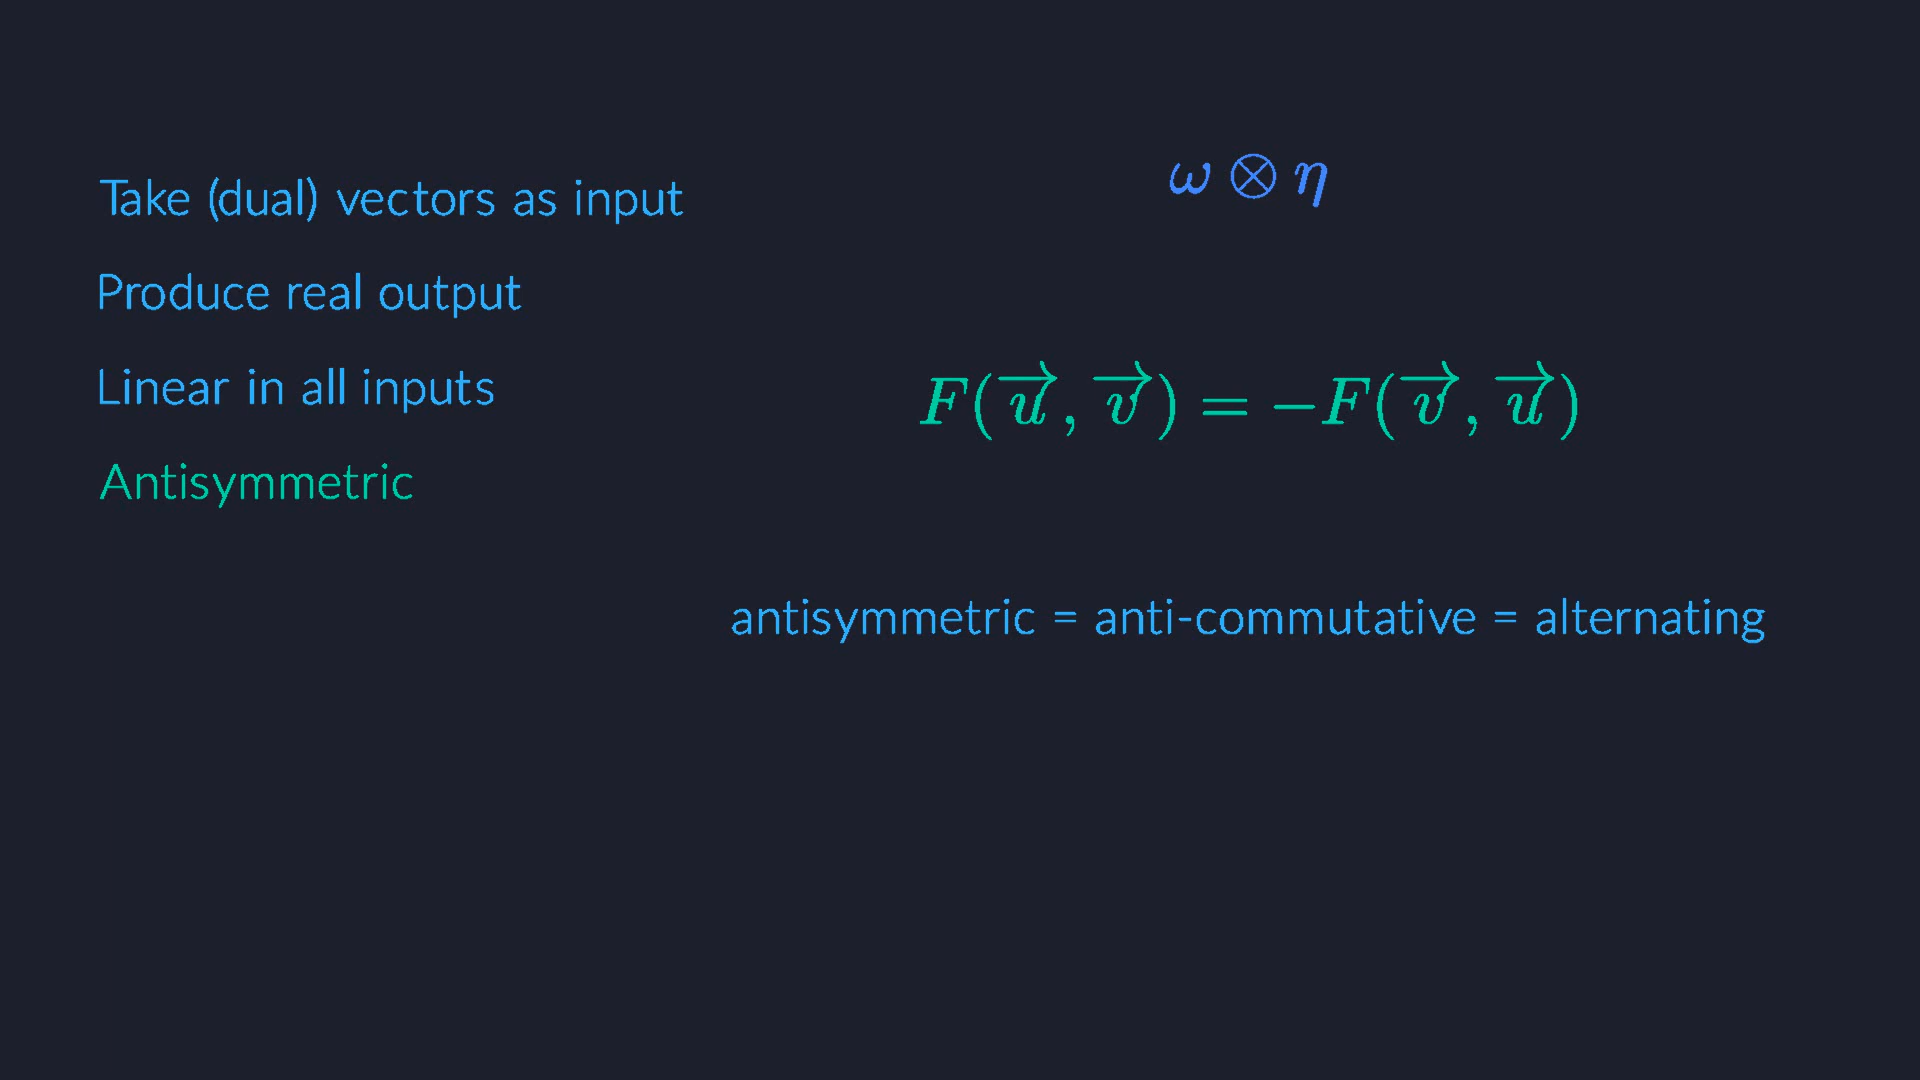 Take (dual) vectors as input
Produce real output
Linear in all inputs
Antisymmetric
ω ⊗ η
F(u⃗, v⃗) = −F(v⃗, u⃗)
antisymmetric = anti-commutative = alternating